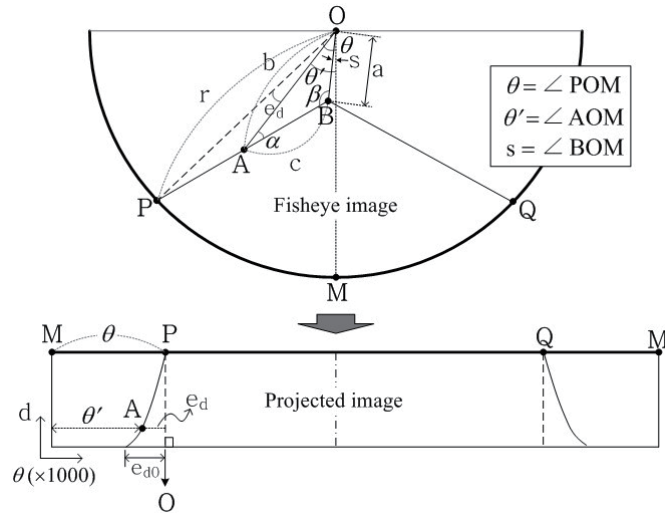 O
θ
s
a
b
θ'
r
e_d
β
B
θ = ∠ POM
θ' = ∠ AOM
s = ∠ BOM
α
A
c
P
Fisheye image
Q
M
M θ P Q M
A e_d
d θ' Projected image
θ (×1000) e_d0
O